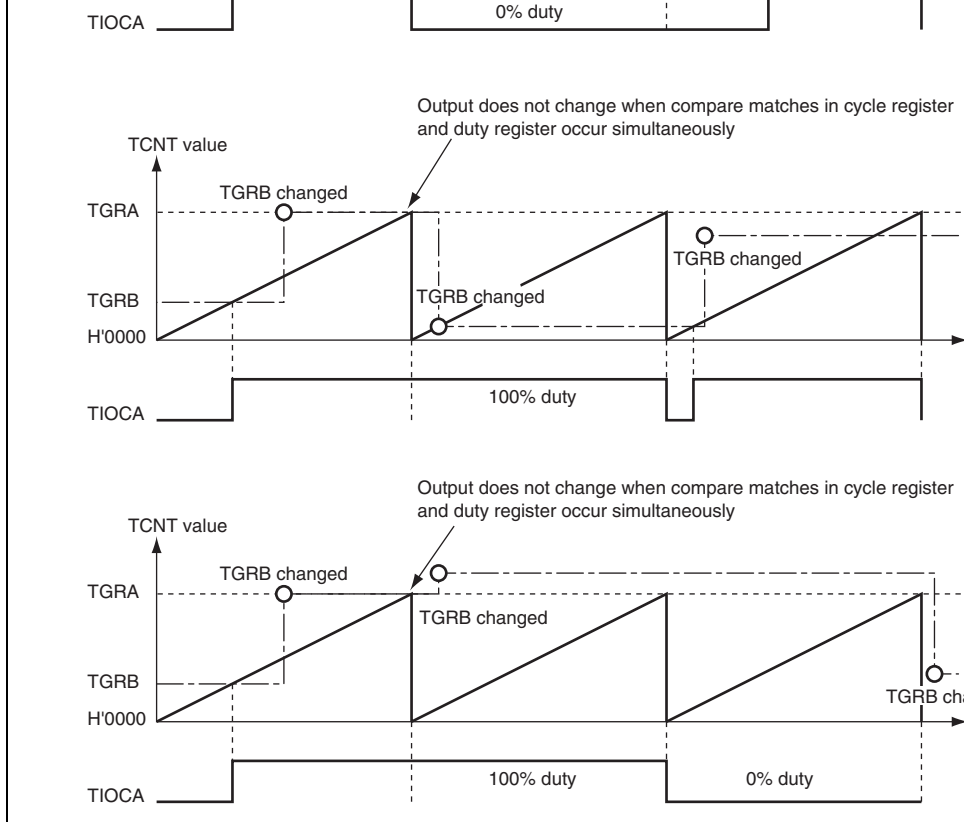 0% duty
TIOCA
Output does not change when compare matches in cycle register
and duty register occur simultaneously
TCNT value
TGRB changed
TGRA
TGRB changed
TGRB changed
TGRB
H'0000
100% duty
TIOCA
Output does not change when compare matches in cycle register
and duty register occur simultaneously
TCNT value
TGRB changed
TGRA
TGRB changed
TGRB
TGRB cha
H'0000
100% duty
0% duty
TIOCA